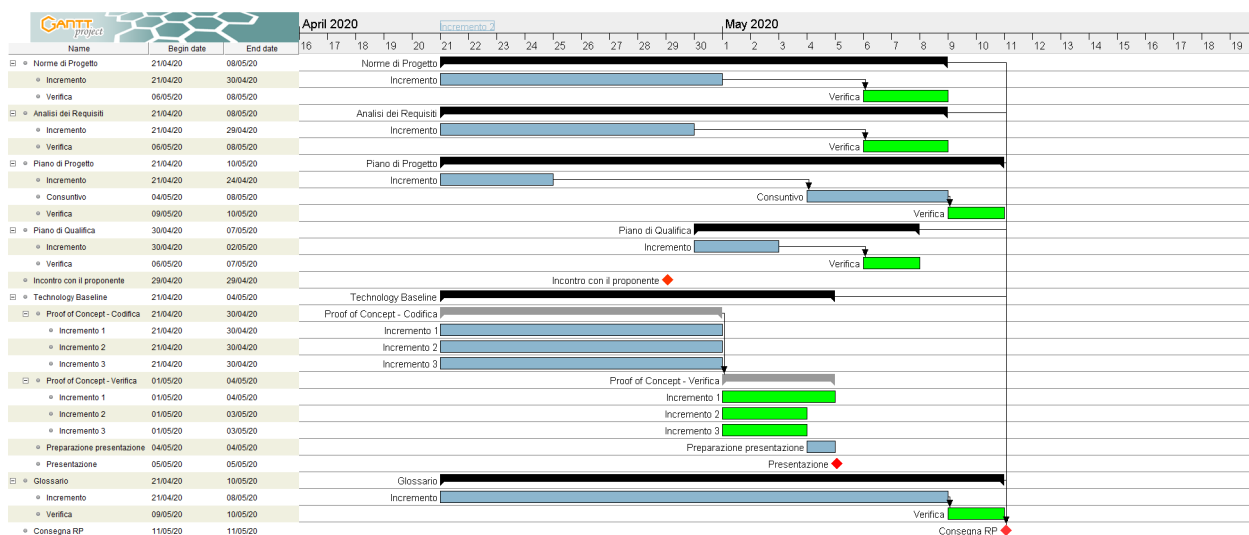 GANTT
project
April 2020
Incremento 2
May 2020
Name Begin date End date
16 17 18 19 20 21 22 23 24 25 26 27 28 29 30 1 2 3 4 5 6 7 8 9 10 11 12 13 14 15 16 17 18 19
Norme di Progetto 21/04/20 08/05/20 Norme di Progetto
Incremento 21/04/20 30/04/20 Incremento
Verifica 06/05/20 08/05/20 Verifica
Analisi dei Requisiti 21/04/20 08/05/20 Analisi dei Requisiti
Incremento 21/04/20 29/04/20 Incremento
Verifica 06/05/20 08/05/20 Verifica
Piano di Progetto 21/04/20 10/05/20 Piano di Progetto
Incremento 21/04/20 24/04/20 Incremento
Consuntivo 04/05/20 08/05/20 Consuntivo
Verifica 09/05/20 10/05/20 Verifica
Piano di Qualifica 30/04/20 07/05/20 Piano di Qualifica
Incremento 30/04/20 02/05/20 Incremento
Verifica 06/05/20 07/05/20 Verifica
Incontro con il proponente 29/04/20 29/04/20 Incontro con il proponente
Technology Baseline 21/04/20 04/05/20 Technology Baseline
Proof of Concept - Codifica 21/04/20 30/04/20 Proof of Concept - Codifica
Incremento 1 21/04/20 30/04/20 Incremento 1
Incremento 2 21/04/20 30/04/20 Incremento 2
Incremento 3 21/04/20 30/04/20 Incremento 3
Proof of Concept - Verifica 01/05/20 04/05/20 Proof of Concept - Verifica
Incremento 1 01/05/20 04/05/20 Incremento 1
Incremento 2 01/05/20 03/05/20 Incremento 2
Incremento 3 01/05/20 03/05/20 Incremento 3
Preparazione presentazione 04/05/20 04/05/20 Preparazione presentazione
Presentazione 05/05/20 05/05/20 Presentazione
Glossario 21/04/20 10/05/20 Glossario
Incremento 21/04/20 08/05/20 Incremento
Verifica 09/05/20 10/05/20 Verifica
Consegna RP 11/05/20 11/05/20 Consegna RP